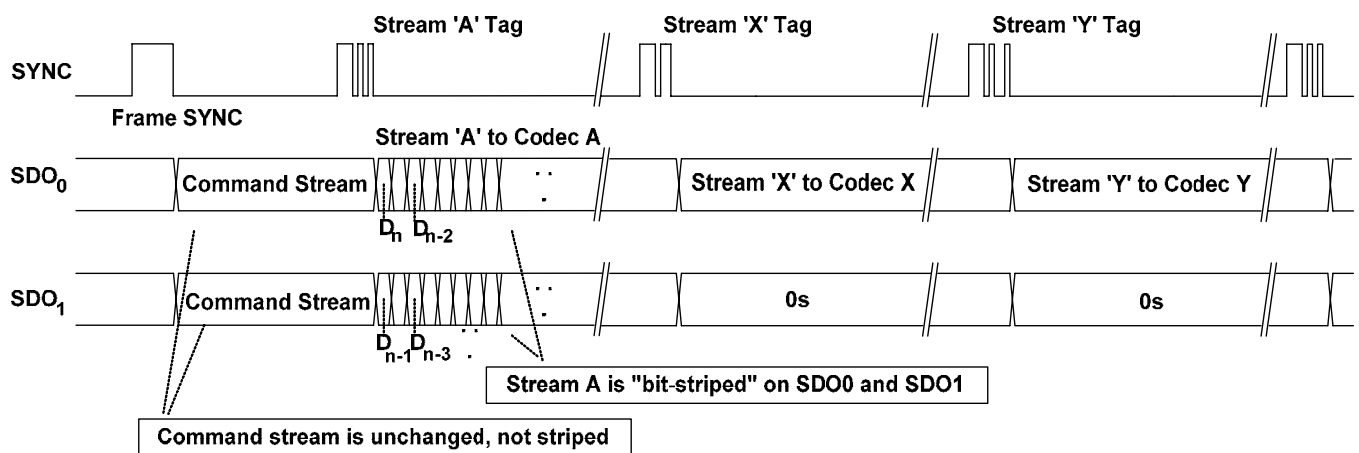 Stream 'A' Tag
Stream 'X' Tag
Stream 'Y' Tag
SYNC
Frame SYNC
Stream 'A' to Codec A
SDO0
Command Stream
. .
.
Stream 'X' to Codec X
Stream 'Y' to Codec Y
Dn
Dn-2
SDO1
Command Stream
. .
.
0s
0s
Dn-1
Dn-3
. .
.
Stream A is "bit-striped" on SDO0 and SDO1
Command stream is unchanged, not striped